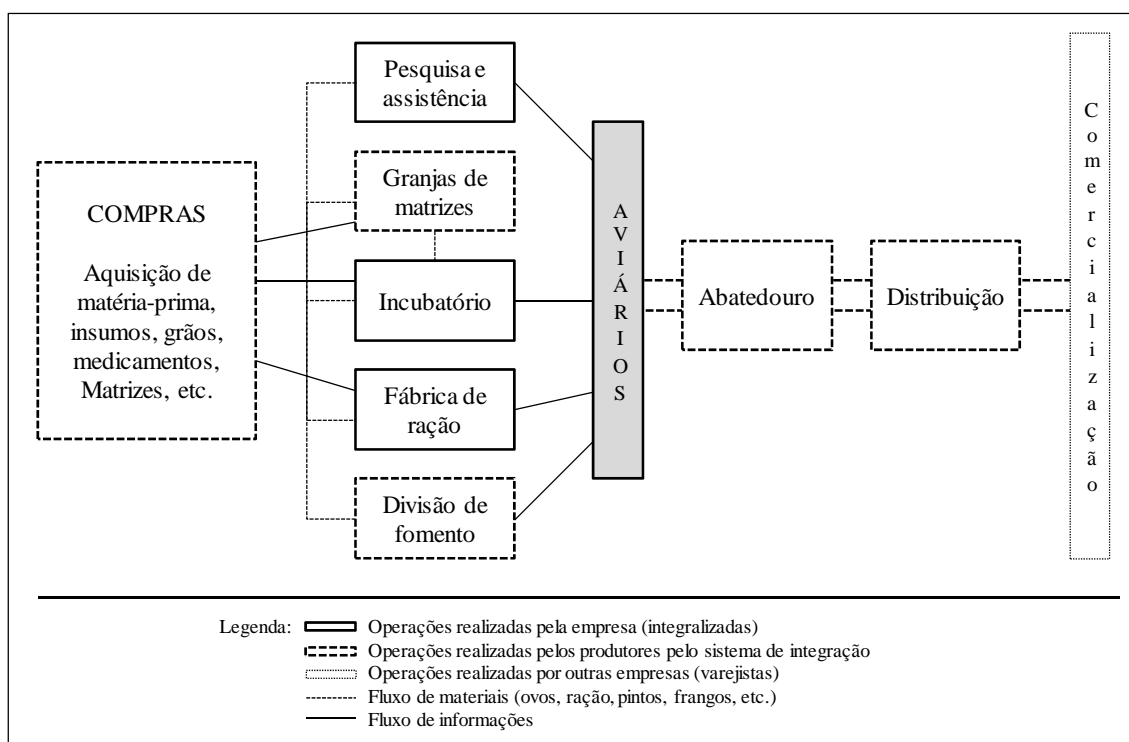 Pesquisa e
assistência
Granjas de
matrizes
COMPRAS
Aquisição de
matéria-prima,
insumos, grãos,
medicamentos,
Matrizes, etc.
Incubatório
Fábrica de
ração
Divisão de
fomento
AVIÁRIOS
Abatedouro
Distribuição
Comercialização
Legenda:
Operações realizadas pela empresa (integralizadas)
Operações realizadas pelos produtores pelo sistema de integração
Operações realizadas por outras empresas (varejistas)
Fluxo de materiais (ovos, ração, pintos, frangos, etc.)
Fluxo de informações